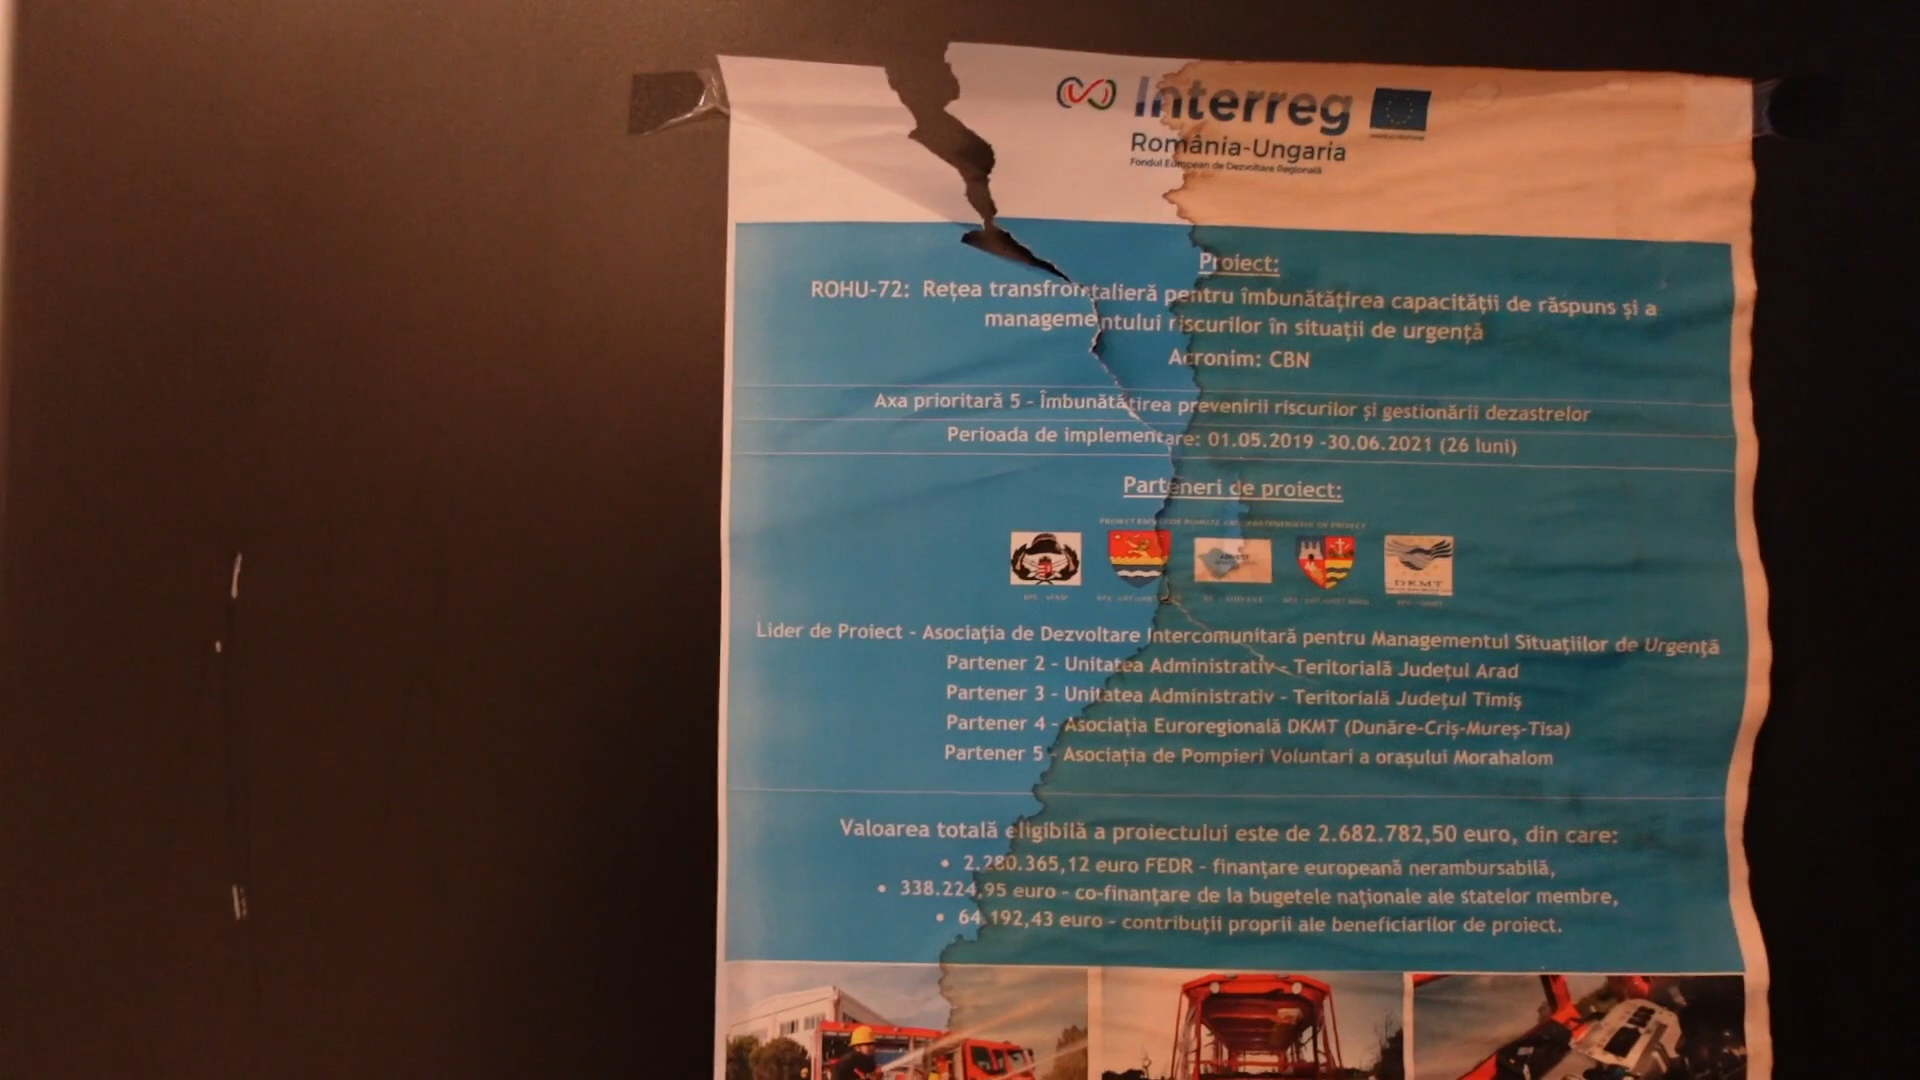 Interreg
România-Ungaria
Fondul European de Dezvoltare Regională
Proiect:
ROHU-72: Rețea transfrontalieră pentru îmbunătățirea capacității de răspuns și a
managementului riscurilor în situații de urgență
Acronim: CBN
Axa prioritară 5 - Îmbunătățirea prevenirii riscurilor și gestionării dezastrelor
Perioada de implementare: 01.05.2019 -30.06.2021 (26 luni)
Parteneri de proiect:
DKMT
Lider de Proiect - Asociația de Dezvoltare Intercomunitară pentru Managementul Situațiilor de Urgență
Partener 2 - Unitatea Administrativ - Teritorială Județul Arad
Partener 3 - Unitatea Administrativ - Teritorială Județul Timiș
Partener 4 - Asociația Euroregională DKMT (Dunăre-Criș-Mureș-Tisa)
Partener 5 - Asociația de Pompieri Voluntari a orașului Morahalom
Valoarea totală eligibilă a proiectului este de 2.682.782,50 euro, din care:
• 2.280.365,12 euro FEDR - finanțare europeană nerambursabilă,
• 338.224,95 euro - co-finanțare de la bugetele naționale ale statelor membre,
• 64.192,43 euro - contribuții proprii ale beneficiarilor de proiect.